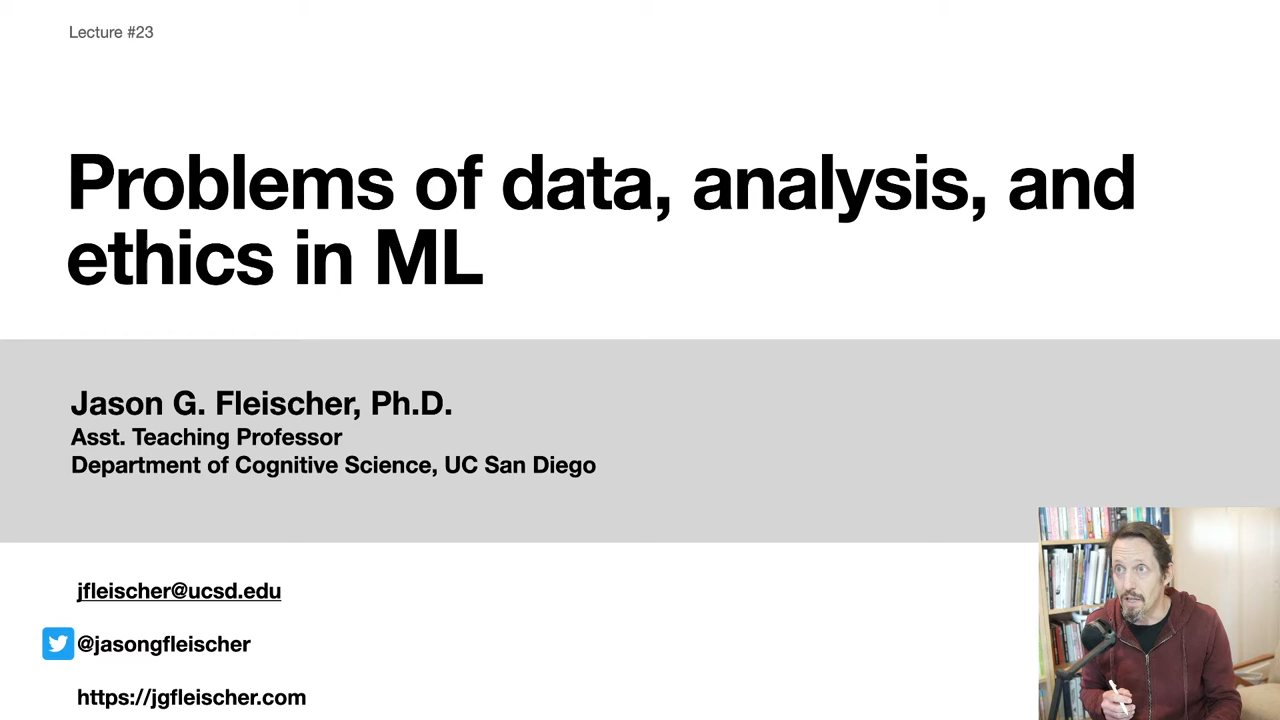 Lecture #23
Problems of data, analysis, and
ethics in ML
Jason G. Fleischer, Ph.D.
Asst. Teaching Professor
Department of Cognitive Science, UC San Diego
jfleischer@ucsd.edu
@jasongfleischer
https://jgfleischer.com